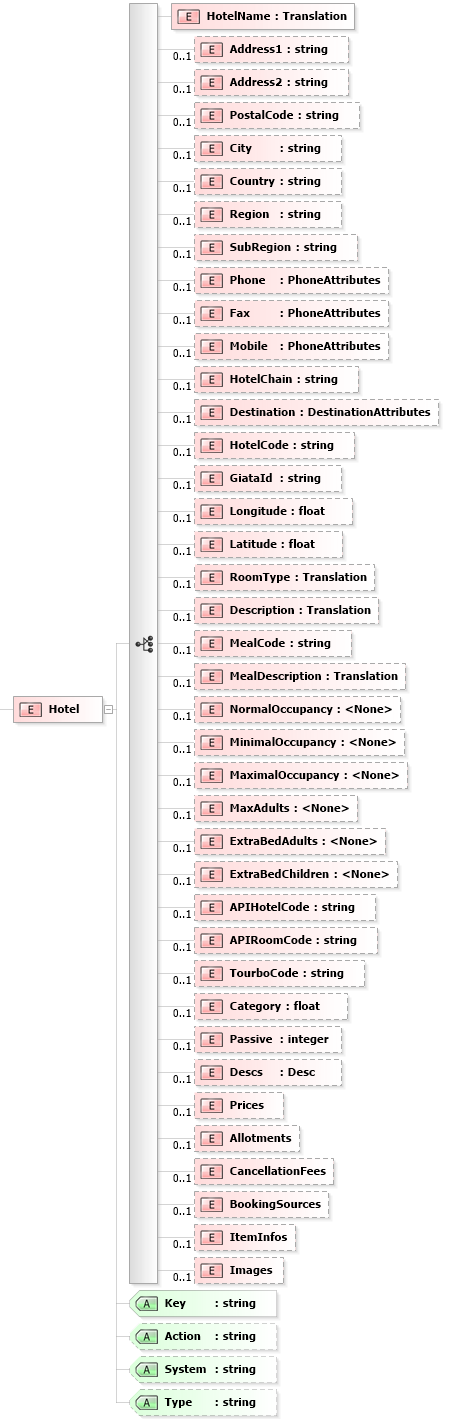 E HotelName : Translation
0..1 E Address1 : string
0..1 E Address2 : string
0..1 E PostalCode : string
0..1 E City : string
0..1 E Country : string
0..1 E Region : string
0..1 E SubRegion : string
0..1 E Phone : PhoneAttributes
0..1 E Fax : PhoneAttributes
0..1 E Mobile : PhoneAttributes
0..1 E HotelChain : string
0..1 E Destination : DestinationAttributes
0..1 E HotelCode : string
0..1 E GiataId : string
0..1 E Longitude : float
0..1 E Latitude : float
0..1 E RoomType : Translation
0..1 E Description : Translation
0..1 E MealCode : string
0..1 E MealDescription : Translation
E Hotel
0..1 E NormalOccupancy : <None>
0..1 E MinimalOccupancy : <None>
0..1 E MaximalOccupancy : <None>
0..1 E MaxAdults : <None>
0..1 E ExtraBedAdults : <None>
0..1 E ExtraBedChildren : <None>
0..1 E APIHotelCode : string
0..1 E APIRoomCode : string
0..1 E TourboCode : string
0..1 E Category : float
0..1 E Passive : integer
0..1 E Descs : Desc
0..1 E Prices
0..1 E Allotments
0..1 E CancellationFees
0..1 E BookingSources
0..1 E ItemInfos
0..1 E Images
A Key : string
A Action : string
A System : string
A Type : string